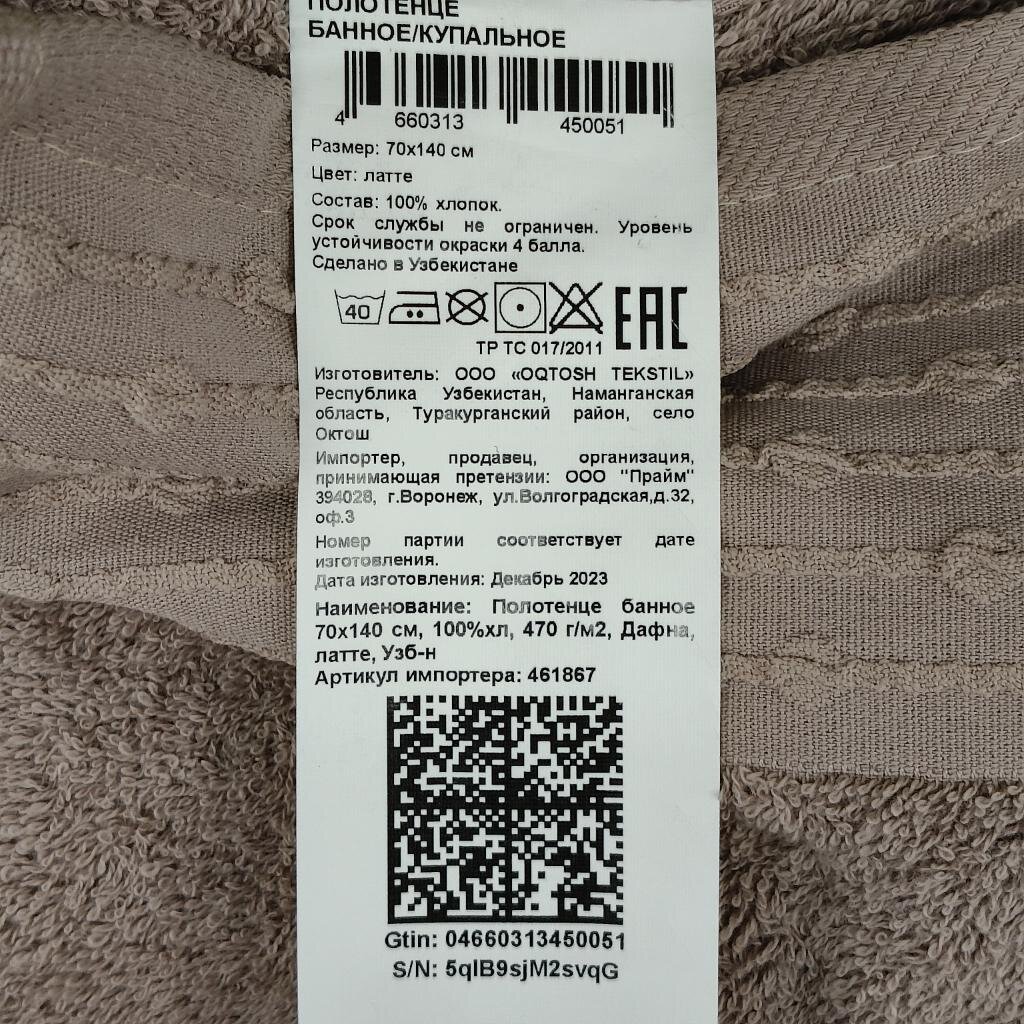 ПОЛОТЕНЦЕ
БАННОЕ/КУПАЛЬНОЕ
4 660313 450051
Размер: 70х140 см
Цвет: латте
Состав: 100% хлопок.
Срок службы не ограничен. Уровень
устойчивости окраски 4 балла.
Сделано в Узбекистане
40
EAC
ТР ТС 017/2011
Изготовитель: ООО «OQTOSH TEKSTIL»
Республика Узбекистан, Наманганская
область, Туракурганский район, село
Октош
Импортер, продавец, организация,
принимающая претензии: ООО "Прайм"
394028, г.Воронеж, ул.Волгоградская,д.32,
оф.3
Номер партии соответствует дате
изготовления.
Дата изготовления: Декабрь 2023
Наименование: Полотенце банное
70х140 см, 100%хл, 470 г/м2, Дафна,
латте, Узб-н
Артикул импортера: 461867
Gtin: 04660313450051
S/N: 5qIB9sjM2svqG